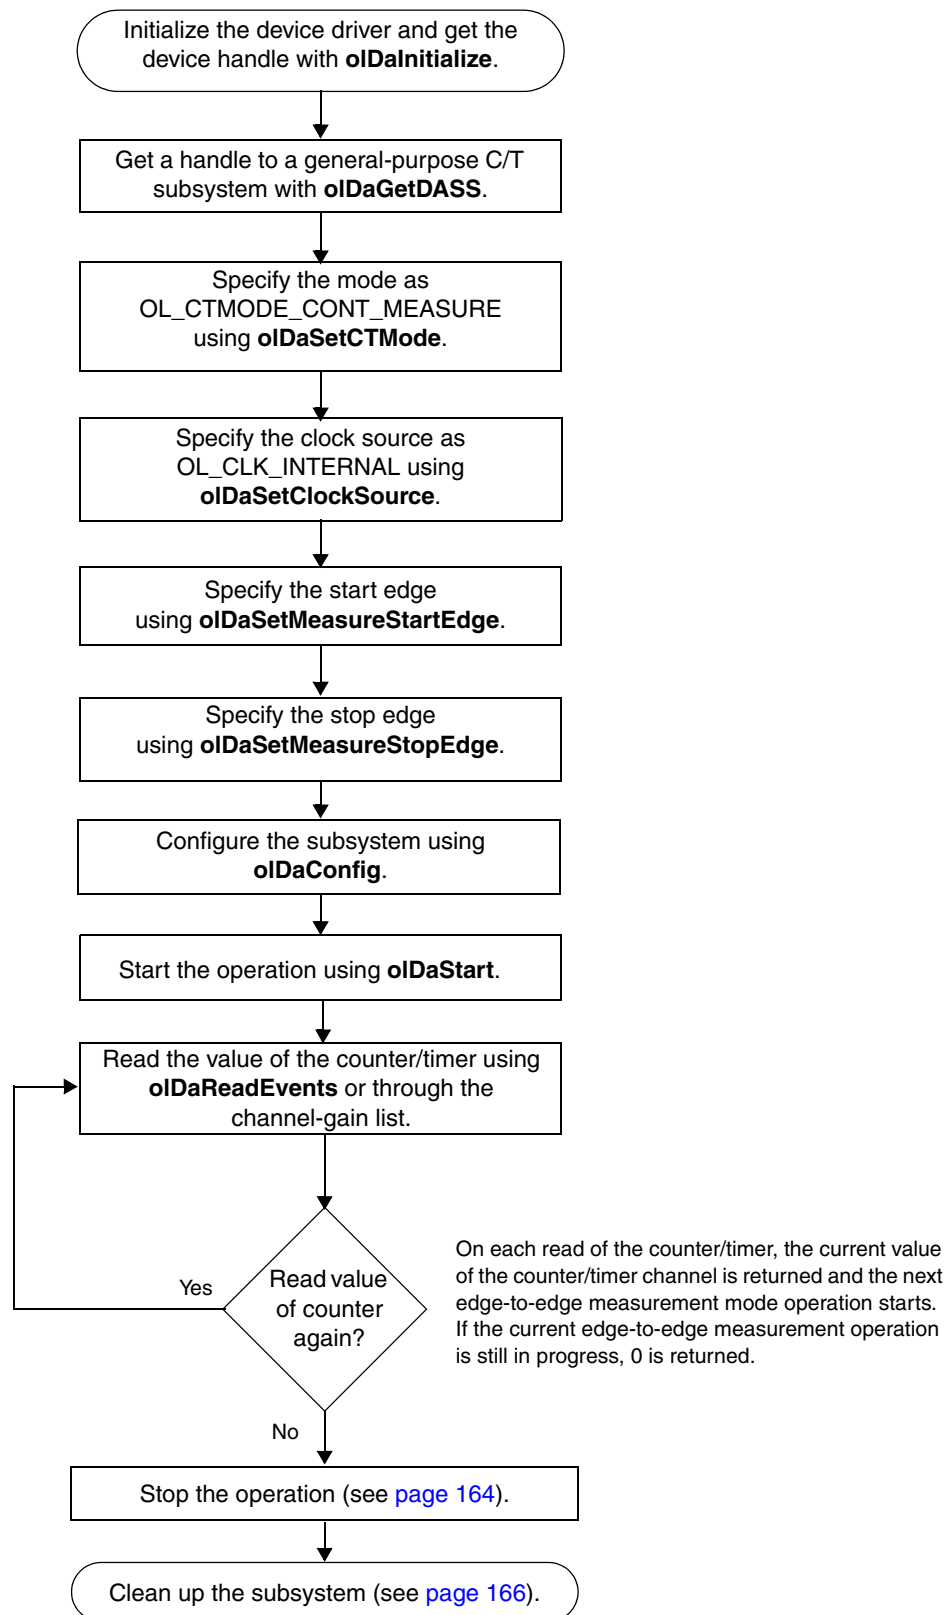 Initialize the device driver and get the
device handle with olDaInitialize.
Get a handle to a general-purpose C/T
subsystem with olDaGetDASS.
Specify the mode as
OL_CTMODE_CONT_MEASURE
using olDaSetCTMode.
Specify the clock source as
OL_CLK_INTERNAL using
olDaSetClockSource.
Specify the start edge
using olDaSetMeasureStartEdge.
Specify the stop edge
using olDaSetMeasureStopEdge.
Configure the subsystem using
olDaConfig.
Start the operation using olDaStart.
Read the value of the counter/timer using
olDaReadEvents or through the
channel-gain list.
Yes
Read value
of counter
again?
On each read of the counter/timer, the current value
of the counter/timer channel is returned and the next
edge-to-edge measurement mode operation starts.
If the current edge-to-edge measurement operation
is still in progress, 0 is returned.
No
Stop the operation (see page 164).
Clean up the subsystem (see page 166).